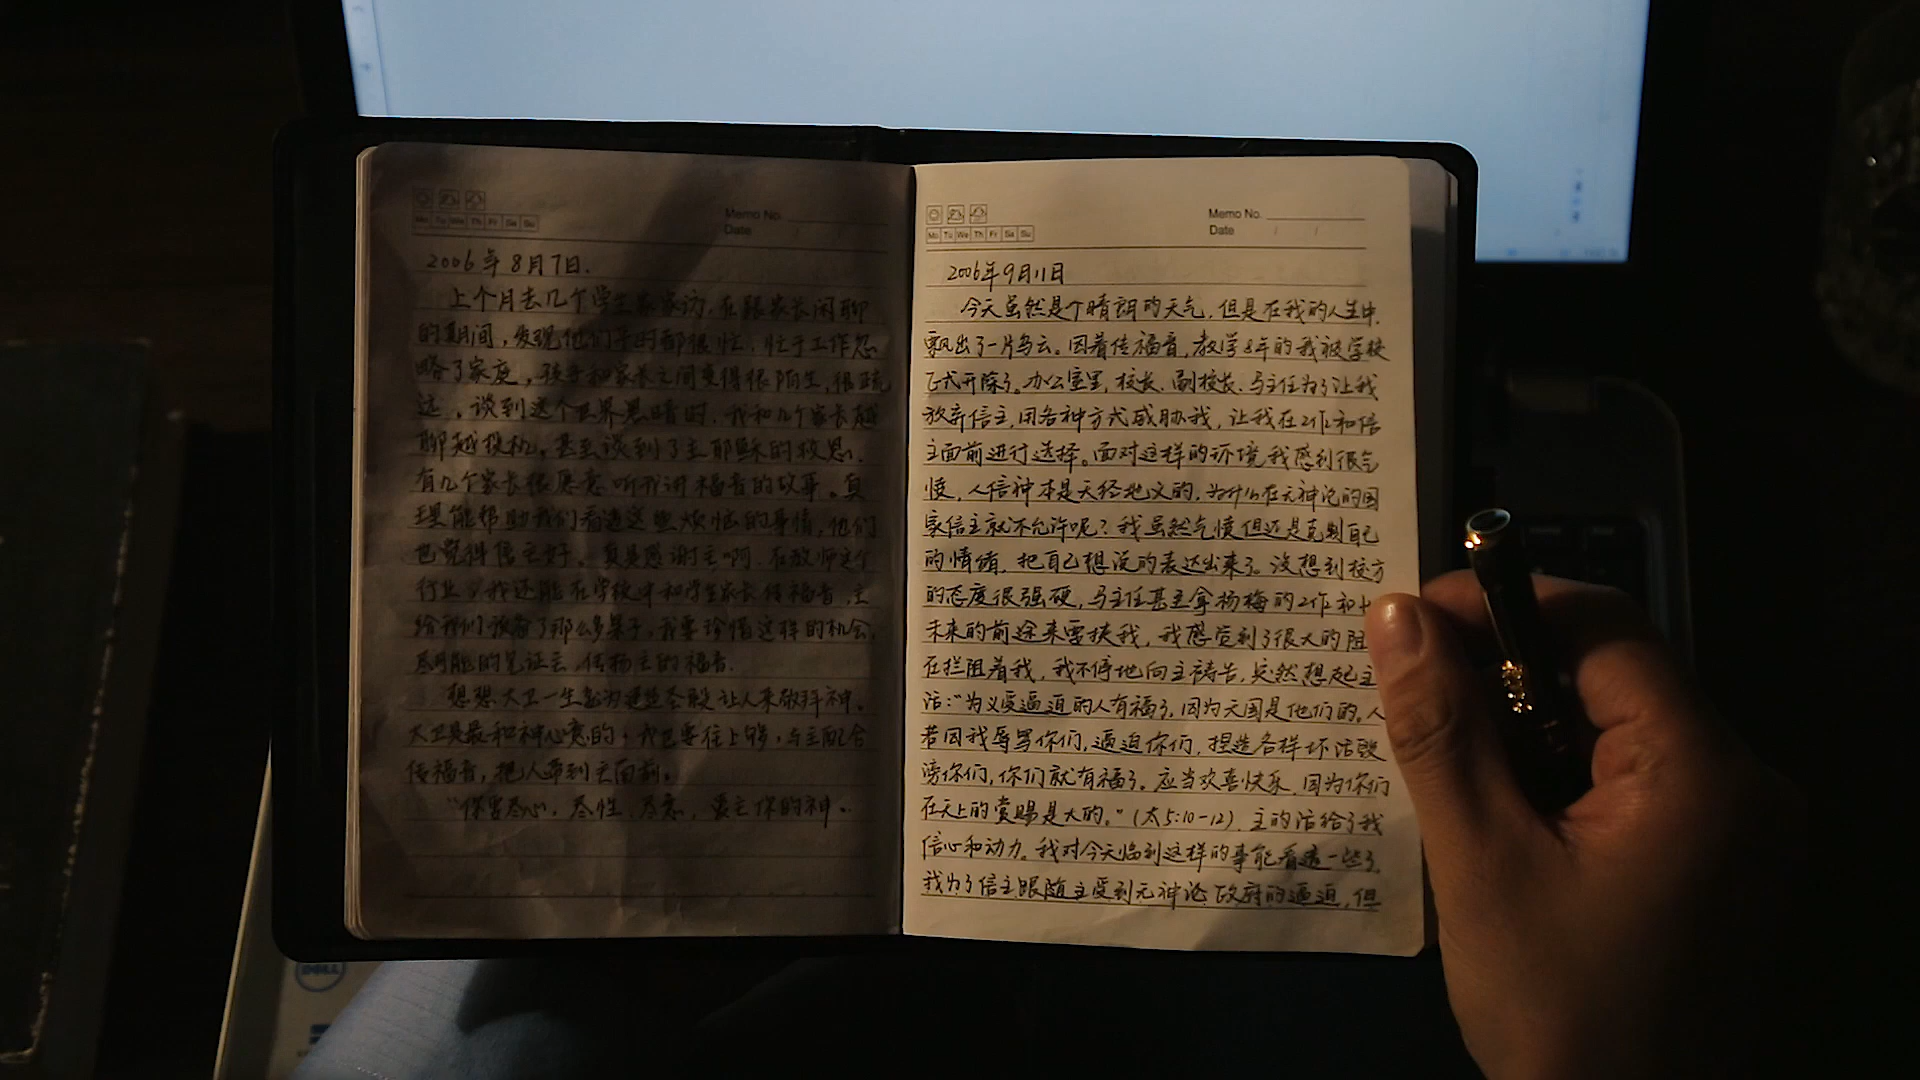 Memo No.
Date
Mo Tu We Th Fr Sa Su
2006年8月7日.
上个月去几个学生家家访,在跟家长闲聊
的期间,发现他们平时都很忙,忙于工作忽
略了家庭,孩子和家长之间变得很陌生,很疏
远。谈到这个世界黑暗的,我和几个家长越
聊越投机,甚至谈到了主耶稣的救恩.
有几个家长很愿意听我讲福音的故事。真
理能帮助我们看透这些烦恼的事情,他们
也觉得信主好。真是感谢主啊,在教师这个
行业,我还能在学校中和学生家长传福音,主
给我们预备了那么多果子,我要珍惜这样的机会,
尽可能的见证主,传扬主的福音.
想想大卫一生都为建造圣殿让人来敬拜神。
大卫是最和神心意的,我也要往上够,与主配合
传福音,把人带到主面前。
"你要尽心、尽性、尽意,爱主你的神。
Memo No.
Date
Mo Tu We Th Fr Sa Su
2006年9月11日
今天虽然是个晴朗的天气,但是在我的人生中,
飘出了一片乌云。因着传福音,教学8年的我被学校
正式开除了。办公室里,校长、副校长、马主任为了让我
放弃信主,用各种方式威胁我,让我在工作和信
主面前进行选择。面对这样的环境我感到很气
愤,人信神本是天经地义的,为什么在无神论的国
家信主就不允许呢?我虽然气愤但还是克制自己
的情绪,把自己想说的表达出来了。没想到校方
的态度很强硬,马主任甚至拿杨梅的工作和
未来的前途来要挟我,我感觉到了很大的阻
在拦阻着我,我不停地向主祷告,突然想起主
话:"为义受逼迫的人有福了,因为天国是他们的。人
若因我辱骂你们,逼迫你们,捏造各样坏话毁
谤你们,你们就有福了。应当欢喜快乐,因为你们
在天上的赏赐是大的。"(太5:10-12).主的话给了我
信心和动力。我对今天临到这样的事能看透一些了,
我为了信主跟随主受到无神论政府的逼迫,但
DELL